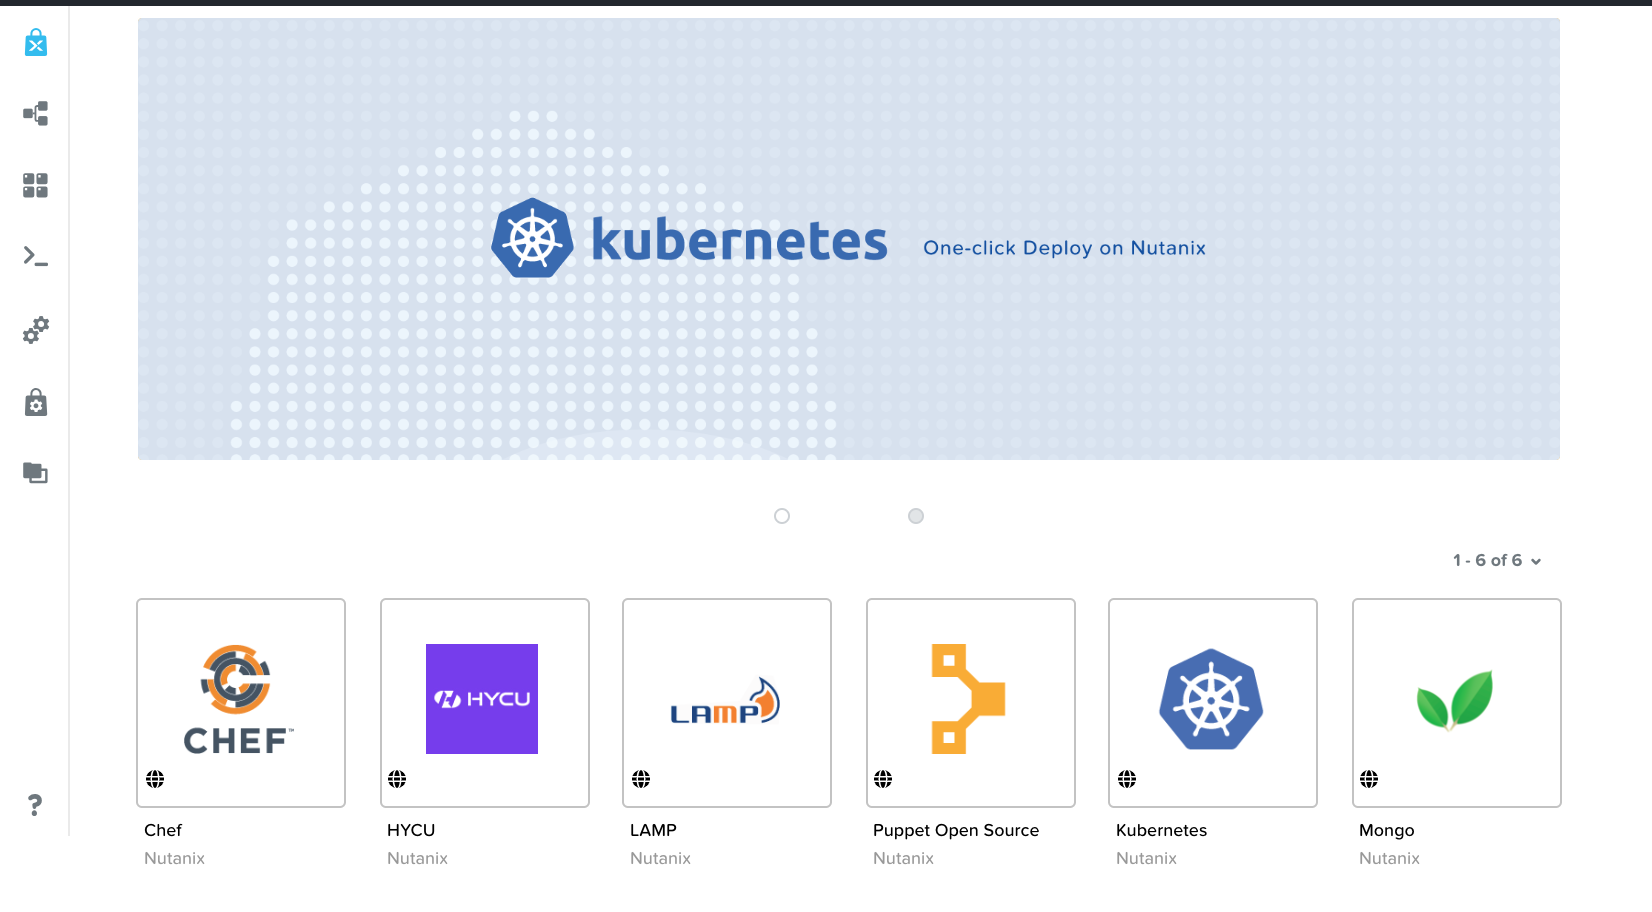 kubernetes One-click Deploy on Nutanix
1 - 6 of 6
CHEF™
HYCU
LAMP
Chef
HYCU
LAMP
Puppet Open Source
Kubernetes
Mongo
Nutanix
Nutanix
Nutanix
Nutanix
Nutanix
Nutanix
?